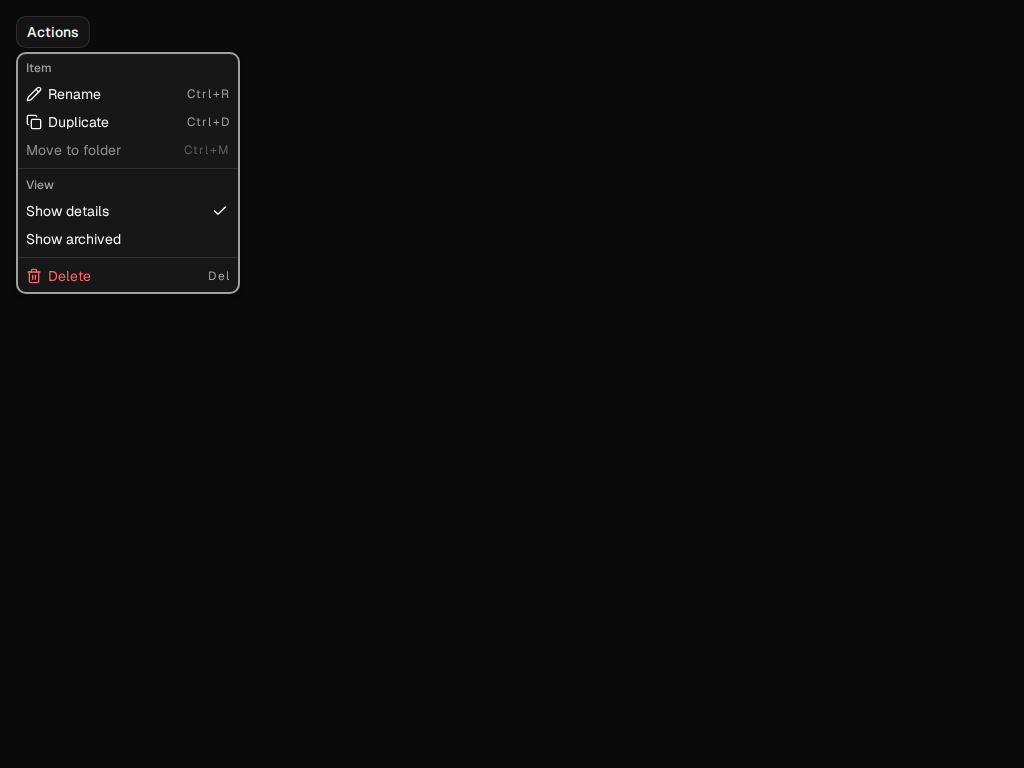 Actions
Item
Rename Ctrl+R
Duplicate Ctrl+D
Move to folder Ctrl+M
View
Show details
Show archived
Delete Del